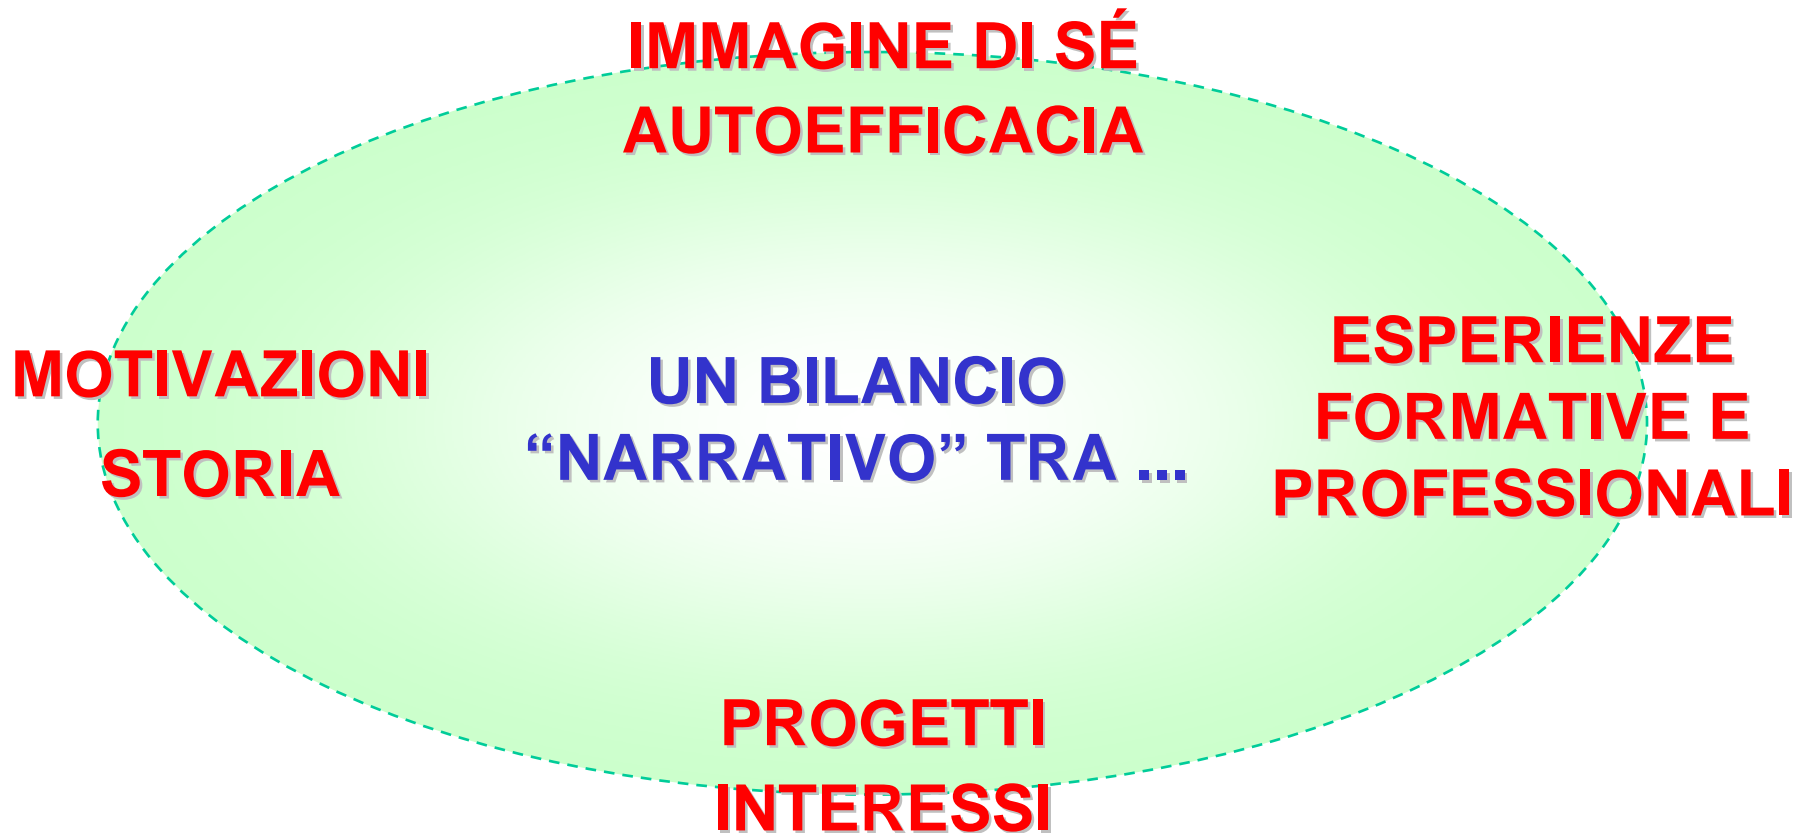 IMMAGINE DI SÉ
AUTOEFFICACIA
MOTIVAZIONI
STORIA
UN BILANCIO
“NARRATIVO” TRA ...
ESPERIENZE
FORMATIVE E
PROFESSIONALI
PROGETTI
INTERESSI